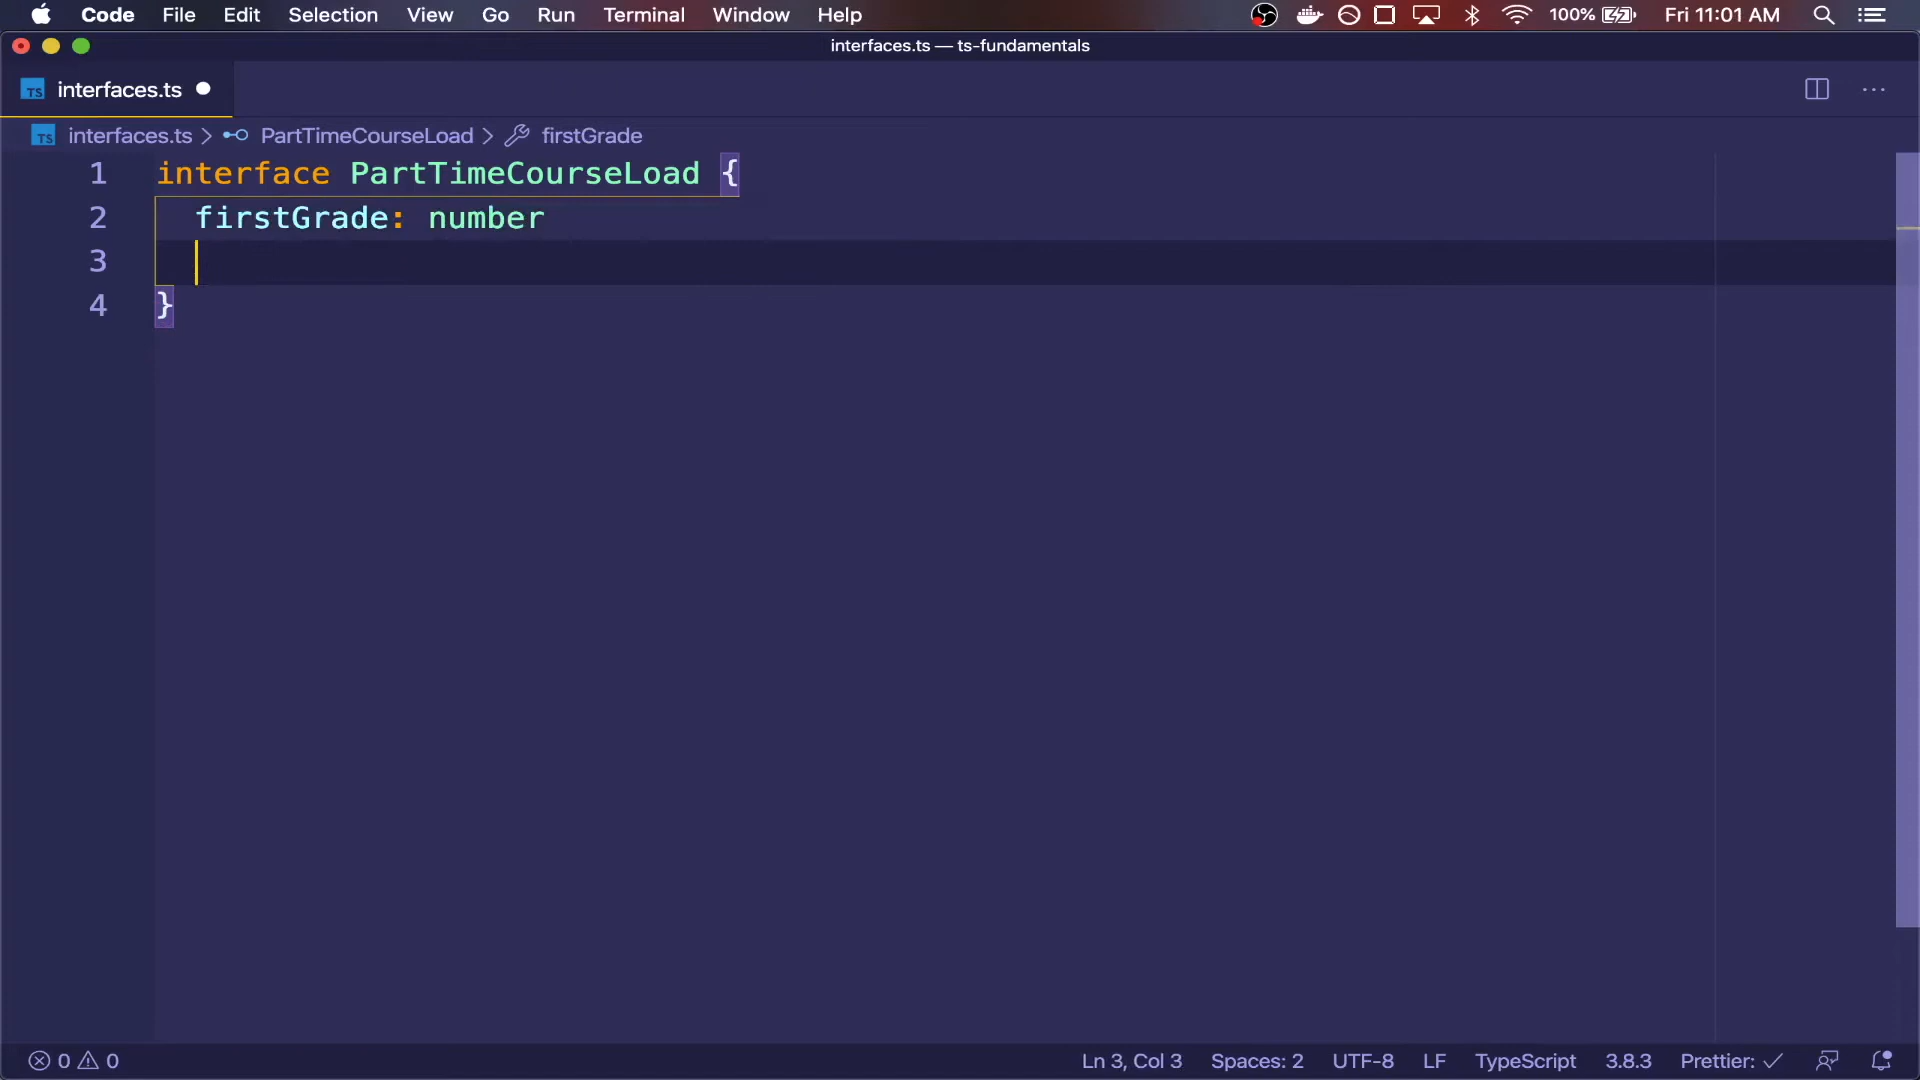 Code File Edit Selection View Go Run Terminal Window Help 100% Fri 11:01 AM
interfaces.ts — ts-fundamentals
TS interfaces.ts
TS interfaces.ts > PartTimeCourseLoad > firstGrade
1 interface PartTimeCourseLoad {
2 firstGrade: number
3
4 }
0 0 Ln 3, Col 3 Spaces: 2 UTF-8 LF TypeScript 3.8.3 Prettier: ✓